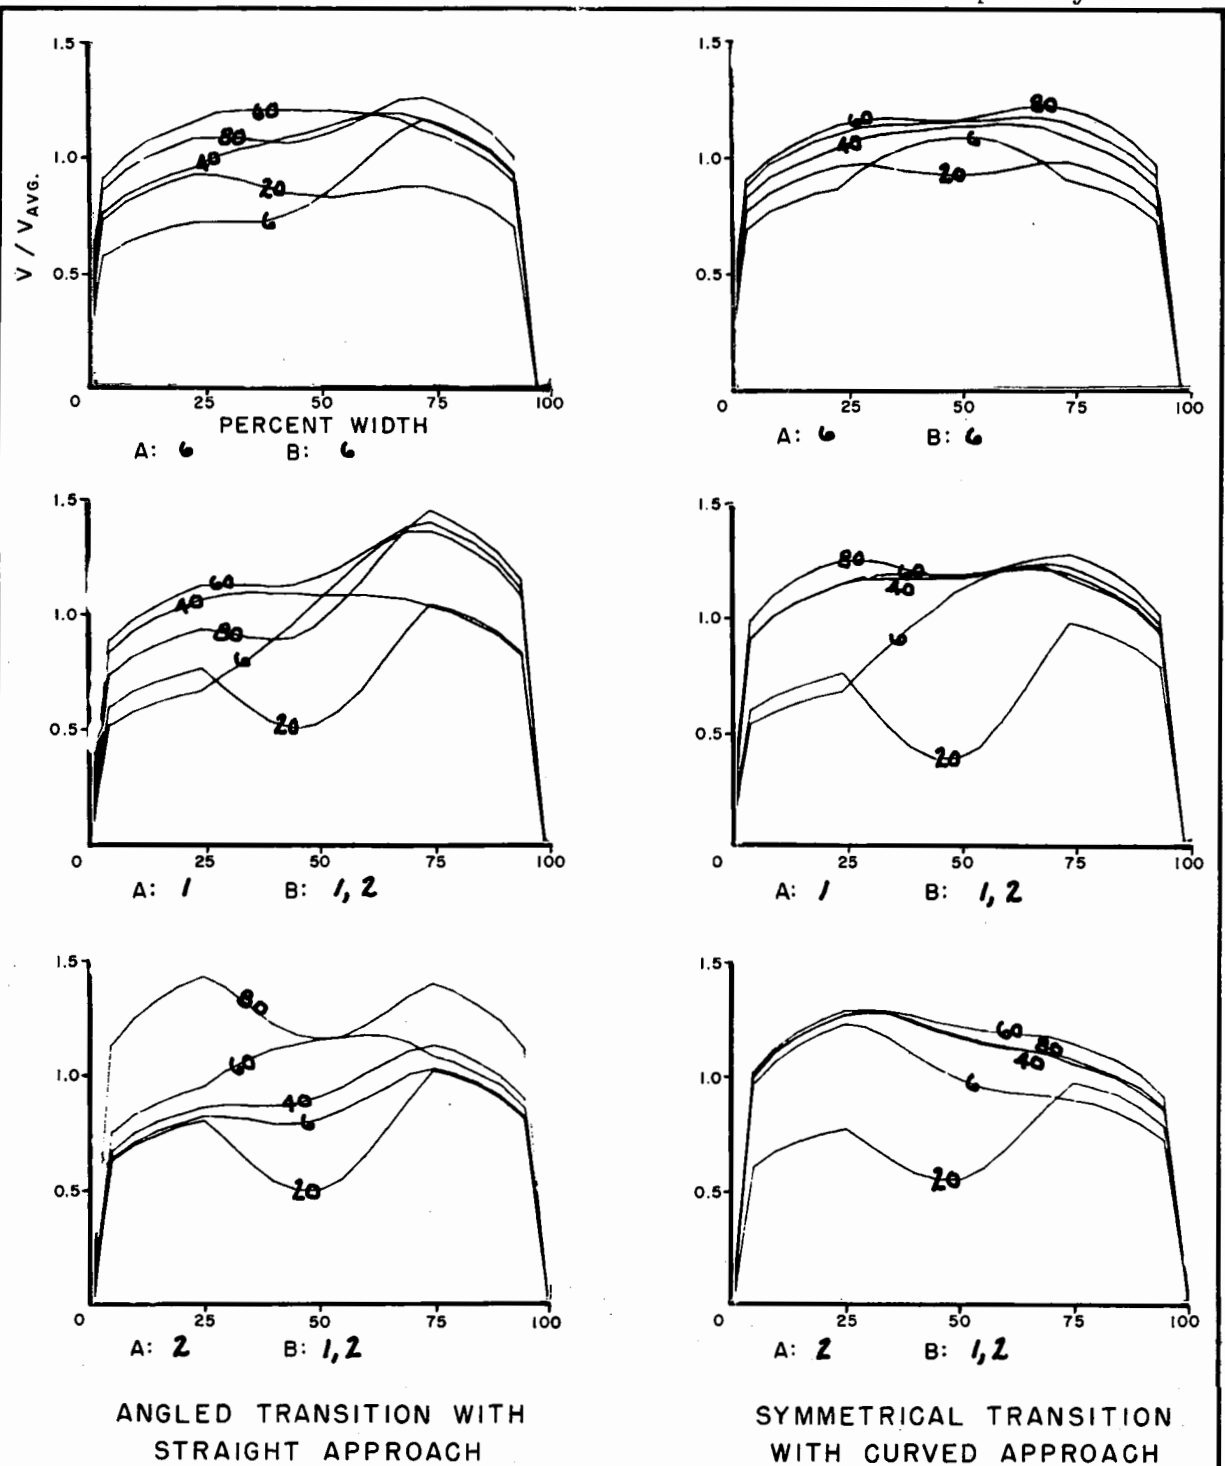 1.5
60
80
40
1.0
20
6
V / VAVG.
0.5
0 25 50 75 100
PERCENT WIDTH
A: 6 B: 6
1.5
80
60
40
6
1.0
20
0.5
0 25 50 75 100
A: 6 B: 6
1.5
60
40
1.0
80
6
20
0.5
0 25 50 75 100
A: 1 B: 1, 2
1.5
80
60
40
1.0
6
0.5
20
0 25 50 75 100
A: 1 B: 1, 2
1.5
80
60
1.0
40
6
20
0.5
0 25 50 75 100
A: 2 B: 1, 2
1.5
60
80
40
1.0
6
20
0.5
0 25 50 75 100
A: 2 B: 1, 2
ANGLED TRANSITION WITH
STRAIGHT APPROACH
SYMMETRICAL TRANSITION
WITH CURVED APPROACH